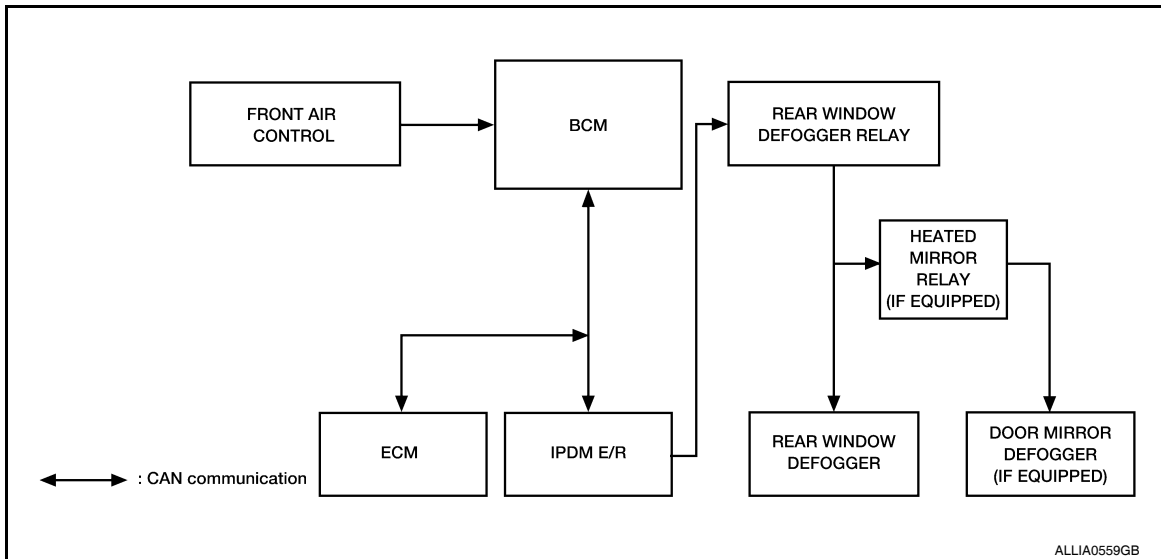 FRONT AIR
CONTROL
BCM
REAR WINDOW
DEFOGGER RELAY
HEATED
MIRROR
RELAY
(IF EQUIPPED)
ECM
IPDM E/R
REAR WINDOW
DEFOGGER
DOOR MIRROR
DEFOGGER
(IF EQUIPPED)
: CAN communication
ALLIA0559GB